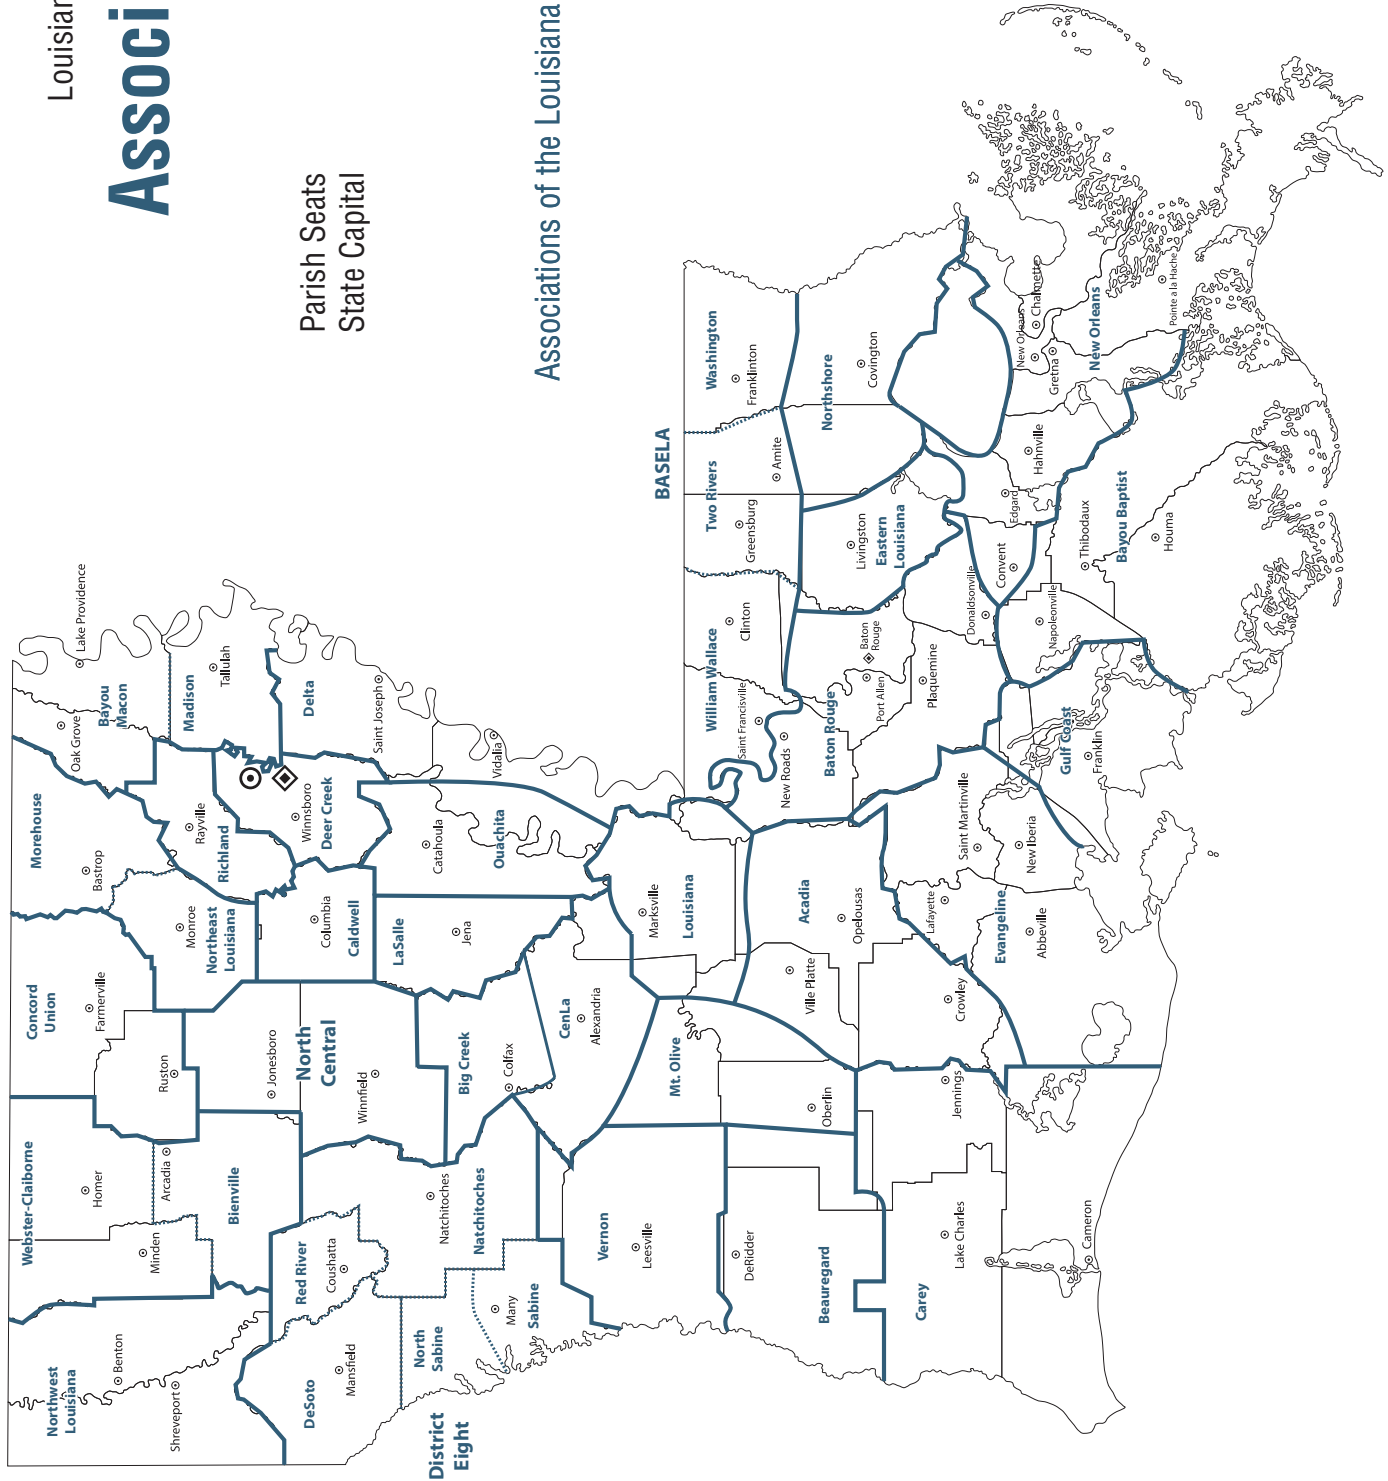 Louisian
Associ
Parish Seats
State Capital
Associations of the Louisiana
Northwest
Louisiana
Benton
Shreveport
Webster-Claiborne
Homer
Minden
Arcadia
Bienville
Concord
Union
Farmerville
Ruston
Morehouse
Bastrop
Monroe
Northeast
Louisiana
Oak Grove
Lake Providence
Bayou
Macon
Madison
Tallulah
Rayville
Richland
Delta
Winnsboro
Deer Creek
Saint Joseph
Columbia
Caldwell
Jonesboro
North
Central
Winnfield
Red River
Coushatta
DeSoto
Mansfield
North
Sabine
District
Eight
Many
Sabine
Natchitoches
Natchitoches
Big Creek
Colfax
LaSalle
Jena
Catahoula
Ouachita
Vidalia
CenLa
Alexandria
Vernon
Leesville
Mt. Olive
Marksville
Louisiana
DeRidder
Beauregard
Oberlin
Ville Platte
Acadia
Opelousas
BASELA
William Wallace
Clinton
Saint Francisville
Two Rivers
Greensburg
Amite
Washington
Franklinton
Northshore
Covington
New Roads
Baton Rouge
Baton
Rouge
Port Allen
Plaquemine
Livingston
Eastern
Louisiana
Carey
Lake Charles
Jennings
Crowley
Cameron
Lafayette
Evangeline
Abbeville
Saint Martinville
New Iberia
Gulf Coast
Franklin
Donaldsonville
Convent
Napoleonville
Edgard
Hahnville
Thibodaux
Bayou Baptist
Houma
New Orleans
Chalmette
Gretna
New Orleans
Pointe a la Hache